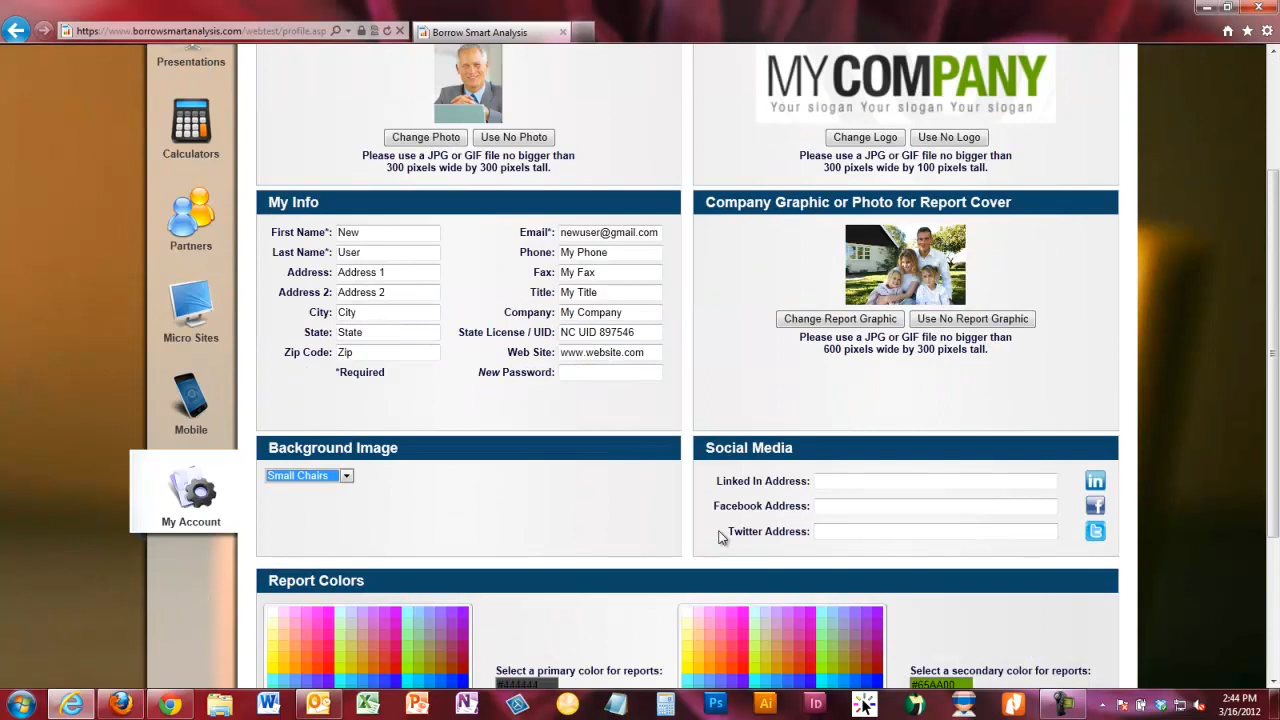 https://www.borrowsmartanalysis.com/webtest/profile.asp
Borrow Smart Analysis
Presentations
Calculators
Partners
Micro Sites
Mobile
My Account
Change Photo
Use No Photo
Please use a JPG or GIF file no bigger than
300 pixels wide by 300 pixels tall.
MYCOMPANY
Your slogan Your slogan Your slogan
Change Logo
Use No Logo
Please use a JPG or GIF file no bigger than
300 pixels wide by 100 pixels tall.
My Info
First Name*: New
Last Name*: User
Address: Address 1
Address 2: Address 2
City: City
State: State
Zip Code: Zip
*Required
Email*: newuser@gmail.com
Phone: My Phone
Fax: My Fax
Title: My Title
Company: My Company
State License / UID: NC UID 897546
Web Site: www.website.com
New Password:
Company Graphic or Photo for Report Cover
Change Report Graphic
Use No Report Graphic
Please use a JPG or GIF file no bigger than
600 pixels wide by 300 pixels tall.
Background Image
Small Chairs
Social Media
Linked In Address:
in
Facebook Address:
f
Twitter Address:
t
Report Colors
Select a primary color for reports:
#444444
Select a secondary color for reports:
#65AA00
W
O
X
P
N
Ps
Ai
Id
2:44 PM
3/16/2012